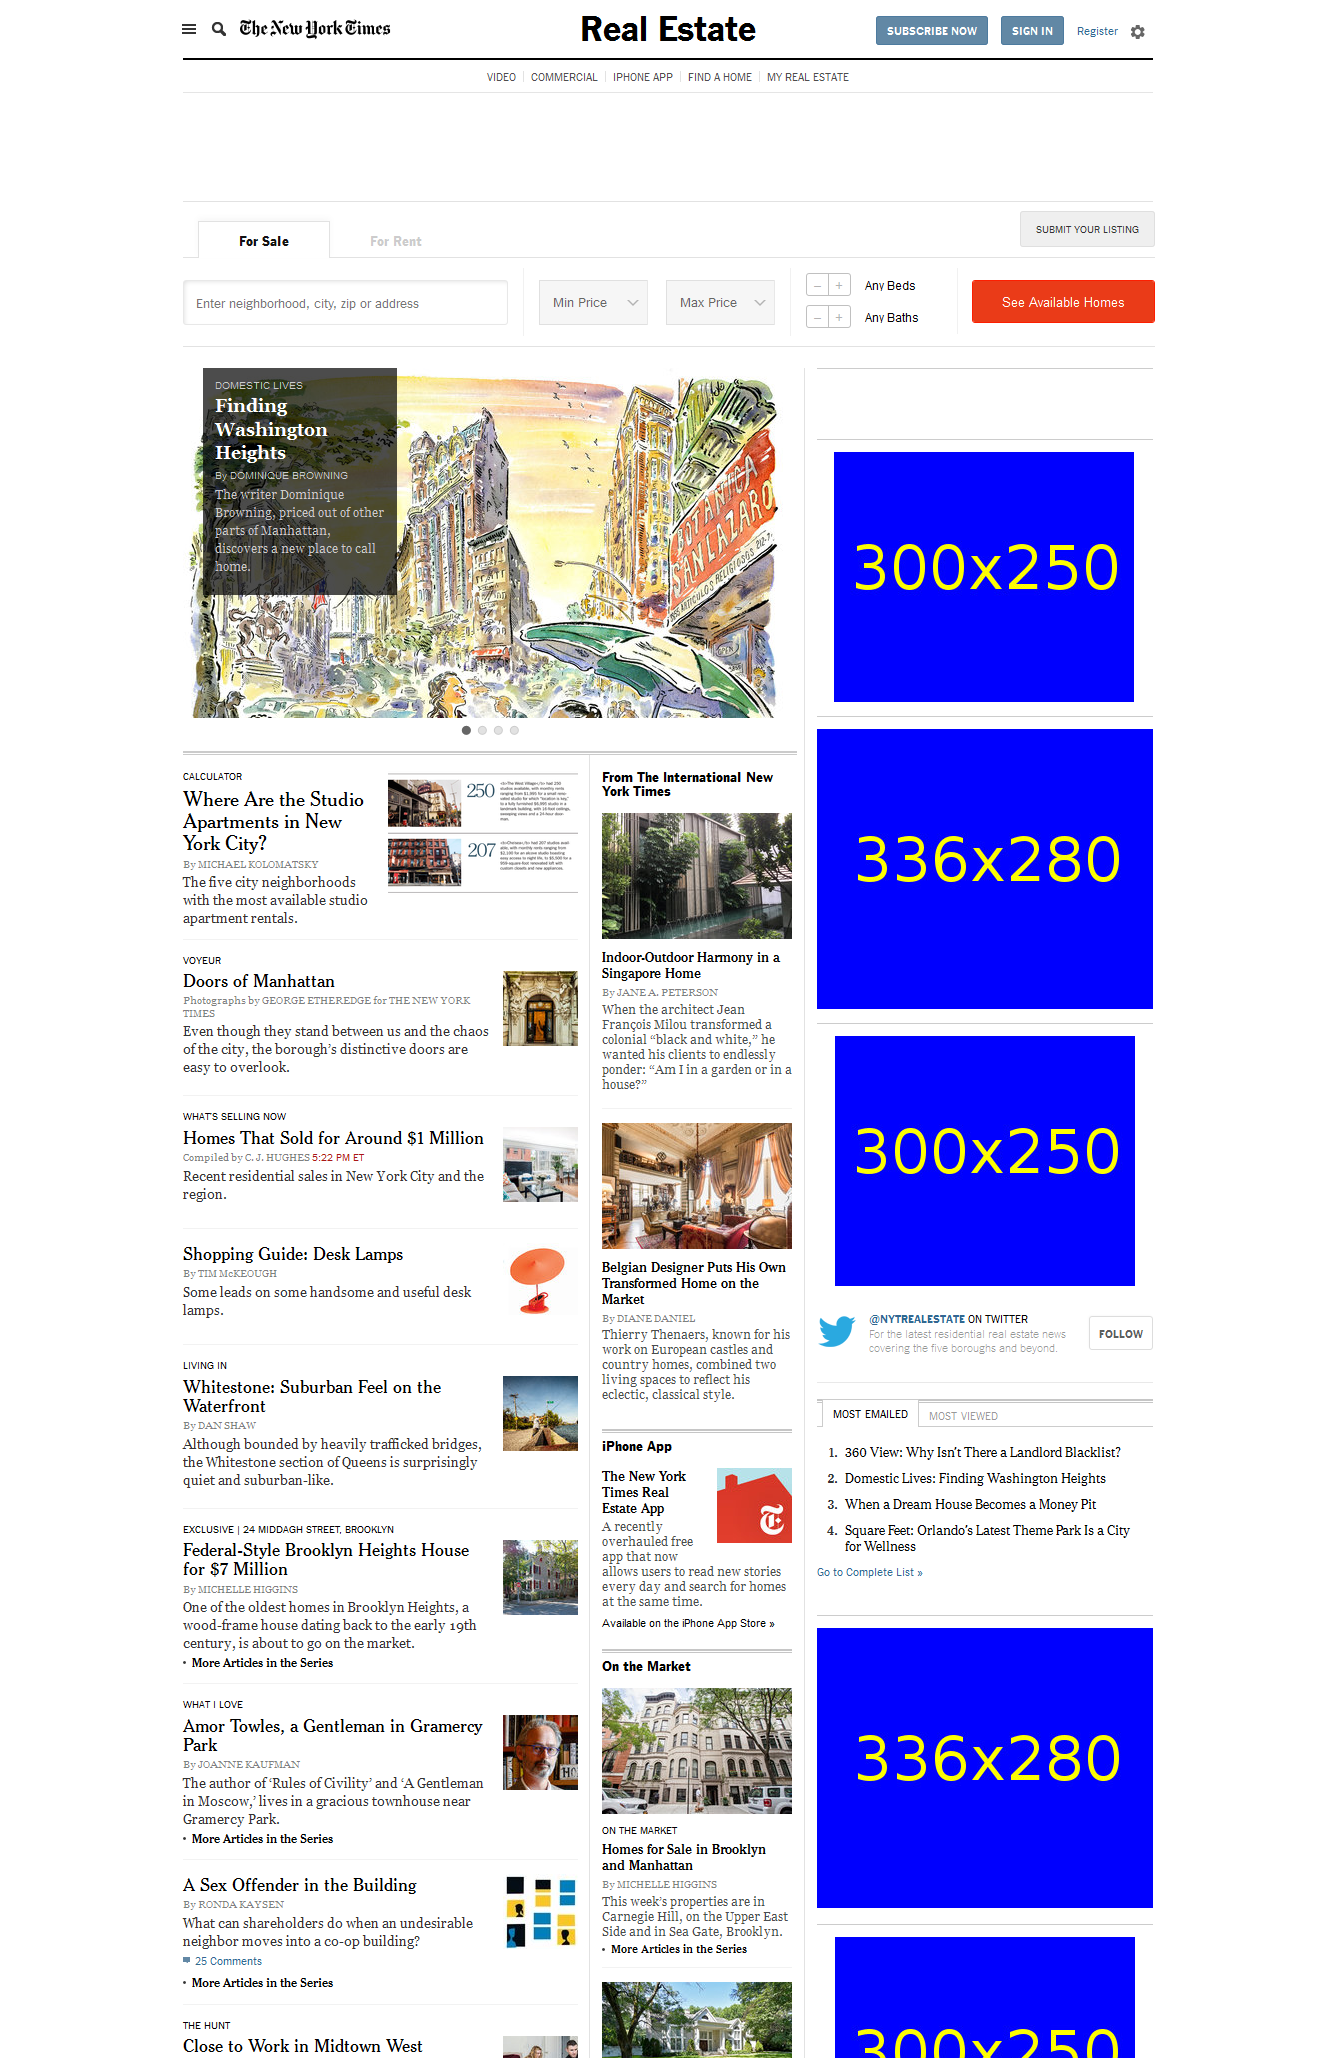 The New York Times
Real Estate
SUBSCRIBE NOW
SIGN IN
Register
VIDEO
COMMERCIAL
IPHONE APP
FIND A HOME
MY REAL ESTATE
For Sale
For Rent
SUBMIT YOUR LISTING
Enter neighborhood, city, zip or address
Min Price
Max Price
– + Any Beds
– + Any Baths
See Available Homes
DOMESTIC LIVES
Finding
Washington
Heights
By DOMINIQUE BROWNING
The writer Dominique
Browning, priced out of other
parts of Manhattan,
discovers a new place to call
home.
BOTANICA
SAN LAZARO
300x250
336x280
300x250
CALCULATOR
Where Are the Studio
Apartments in New
York City?
By MICHAEL KOLOMATSKY
The five city neighborhoods
with the most available studio
apartment rentals.
250
207
VOYEUR
Doors of Manhattan
Photographs by GEORGE ETHEREDGE for THE NEW YORK
TIMES
Even though they stand between us and the chaos
of the city, the borough's distinctive doors are
easy to overlook.
WHAT'S SELLING NOW
Homes That Sold for Around $1 Million
Compiled by C. J. HUGHES 5:22 PM ET
Recent residential sales in New York City and the
region.
Shopping Guide: Desk Lamps
By TIM McKEOUGH
Some leads on some handsome and useful desk
lamps.
LIVING IN
Whitestone: Suburban Feel on the
Waterfront
By DAN SHAW
Although bounded by heavily trafficked bridges,
the Whitestone section of Queens is surprisingly
quiet and suburban-like.
EXCLUSIVE | 24 MIDDAGH STREET, BROOKLYN
Federal-Style Brooklyn Heights House
for $7 Million
By MICHELLE HIGGINS
One of the oldest homes in Brooklyn Heights, a
wood-frame house dating back to the early 19th
century, is about to go on the market.
• More Articles in the Series
WHAT I LOVE
Amor Towles, a Gentleman in Gramercy
Park
By JOANNE KAUFMAN
The author of ‘Rules of Civility’ and ‘A Gentleman
in Moscow,’ lives in a gracious townhouse near
Gramercy Park.
• More Articles in the Series
A Sex Offender in the Building
By RONDA KAYSEN
What can shareholders do when an undesirable
neighbor moves into a co-op building?
25 Comments
• More Articles in the Series
THE HUNT
Close to Work in Midtown West
From The International New
York Times
Indoor-Outdoor Harmony in a
Singapore Home
By JANE A. PETERSON
When the architect Jean
François Milou transformed a
colonial “black and white,” he
wanted his clients to endlessly
ponder: “Am I in a garden or in a
house?”
Belgian Designer Puts His Own
Transformed Home on the
Market
By DIANE DANIEL
Thierry Thenaers, known for his
work on European castles and
country homes, combined two
living spaces to reflect his
eclectic, classical style.
iPhone App
The New York
Times Real
Estate App
A recently
overhauled free
app that now
allows users to read new stories
every day and search for homes
at the same time.
Available on the iPhone App Store »
On the Market
ON THE MARKET
Homes for Sale in Brooklyn
and Manhattan
By MICHELLE HIGGINS
This week's properties are in
Carnegie Hill, on the Upper East
Side and in Sea Gate, Brooklyn.
• More Articles in the Series
@NYTREALESTATE ON TWITTER
For the latest residential real estate news
covering the five boroughs and beyond.
FOLLOW
MOST EMAILED
MOST VIEWED
1. 360 View: Why Isn't There a Landlord Blacklist?
2. Domestic Lives: Finding Washington Heights
3. When a Dream House Becomes a Money Pit
4. Square Feet: Orlando's Latest Theme Park Is a City
for Wellness
Go to Complete List »
336x280
300x250